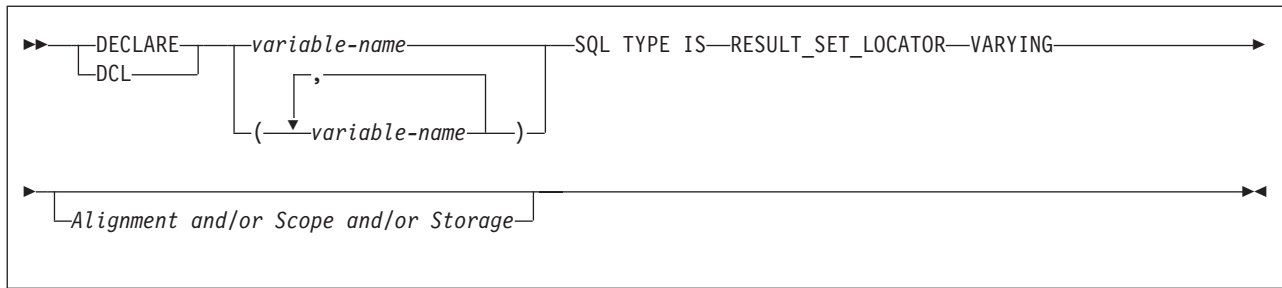 DECLARE variable-name SQL TYPE IS RESULT_SET_LOCATOR VARYING
DCL
,
( variable-name )
Alignment and/or Scope and/or Storage